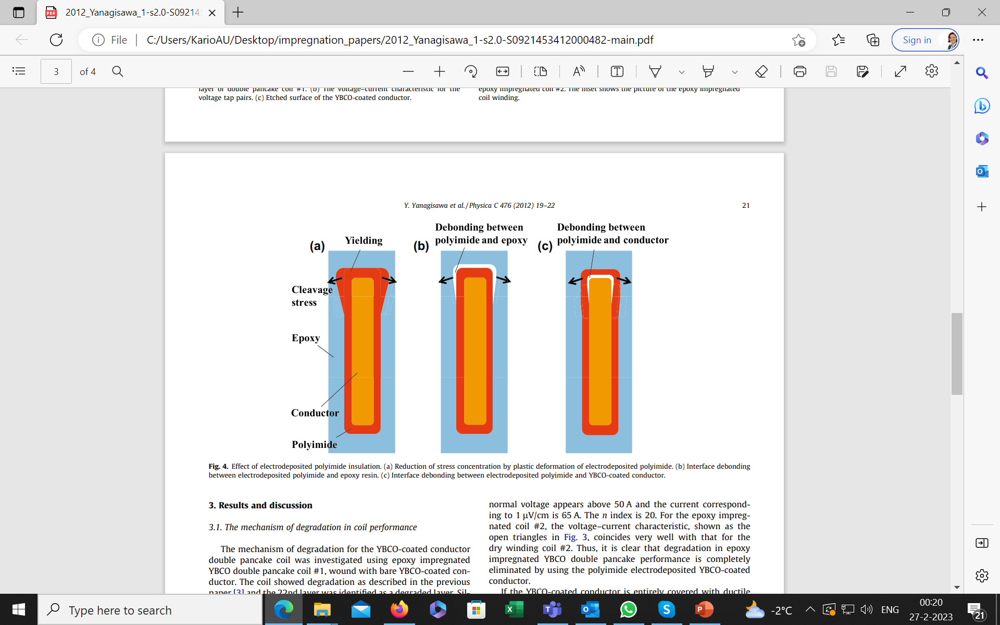 2012_Yanagisawa_1-s2.0-S09214
File
C:/Users/KarioAU/Desktop/impregnation_papers/2012_Yanagisawa_1-s2.0-S0921453412000482-main.pdf
Sign in
3 of 4
layer of double pancake coil #1. (b) The voltage–current characteristic for the
voltage tap pairs. (c) Etched surface of the YBCO-coated conductor.
epoxy impregnated coil #2. The inset shows the picture of the epoxy impregnated
coil winding.
Y. Yanagisawa et al. / Physica C 476 (2012) 19–22
21
(a)
Yielding
Cleavage
stress
Epoxy
Conductor
Polyimide
(b)
Debonding between
polyimide and epoxy
(c)
Debonding between
polyimide and conductor
Fig. 4. Effect of electrodeposited polyimide insulation. (a) Reduction of stress concentration by plastic deformation of electrodeposited polyimide. (b) Interface debonding
between electrodeposited polyimide and epoxy resin. (c) Interface debonding between electrodeposited polyimide and YBCO-coated conductor.
3. Results and discussion
3.1. The mechanism of degradation in coil performance
The mechanism of degradation for the YBCO-coated conductor
double pancake coil was investigated using epoxy impregnated
YBCO double pancake coil #1, wound with bare YBCO-coated con-
ductor. The coil showed degradation as described in the previous
paper [3] and the 22nd layer was identified as a degraded layer. Sil-
normal voltage appears above 50 A and the current correspond-
ing to 1 μV/cm is 65 A. The n index is 20. For the epoxy impreg-
nated coil #2, the voltage–current characteristic, shown as the
open triangles in Fig. 3, coincides very well with that for the
dry winding coil #2. Thus, it is clear that degradation in epoxy
impregnated YBCO double pancake performance is completely
eliminated by using the polyimide electrodeposited YBCO-coated
conductor.
If the YBCO-coated conductor is entirely covered with ductile
Type here to search
-2°C
ENG
00:20
27-2-2023
21